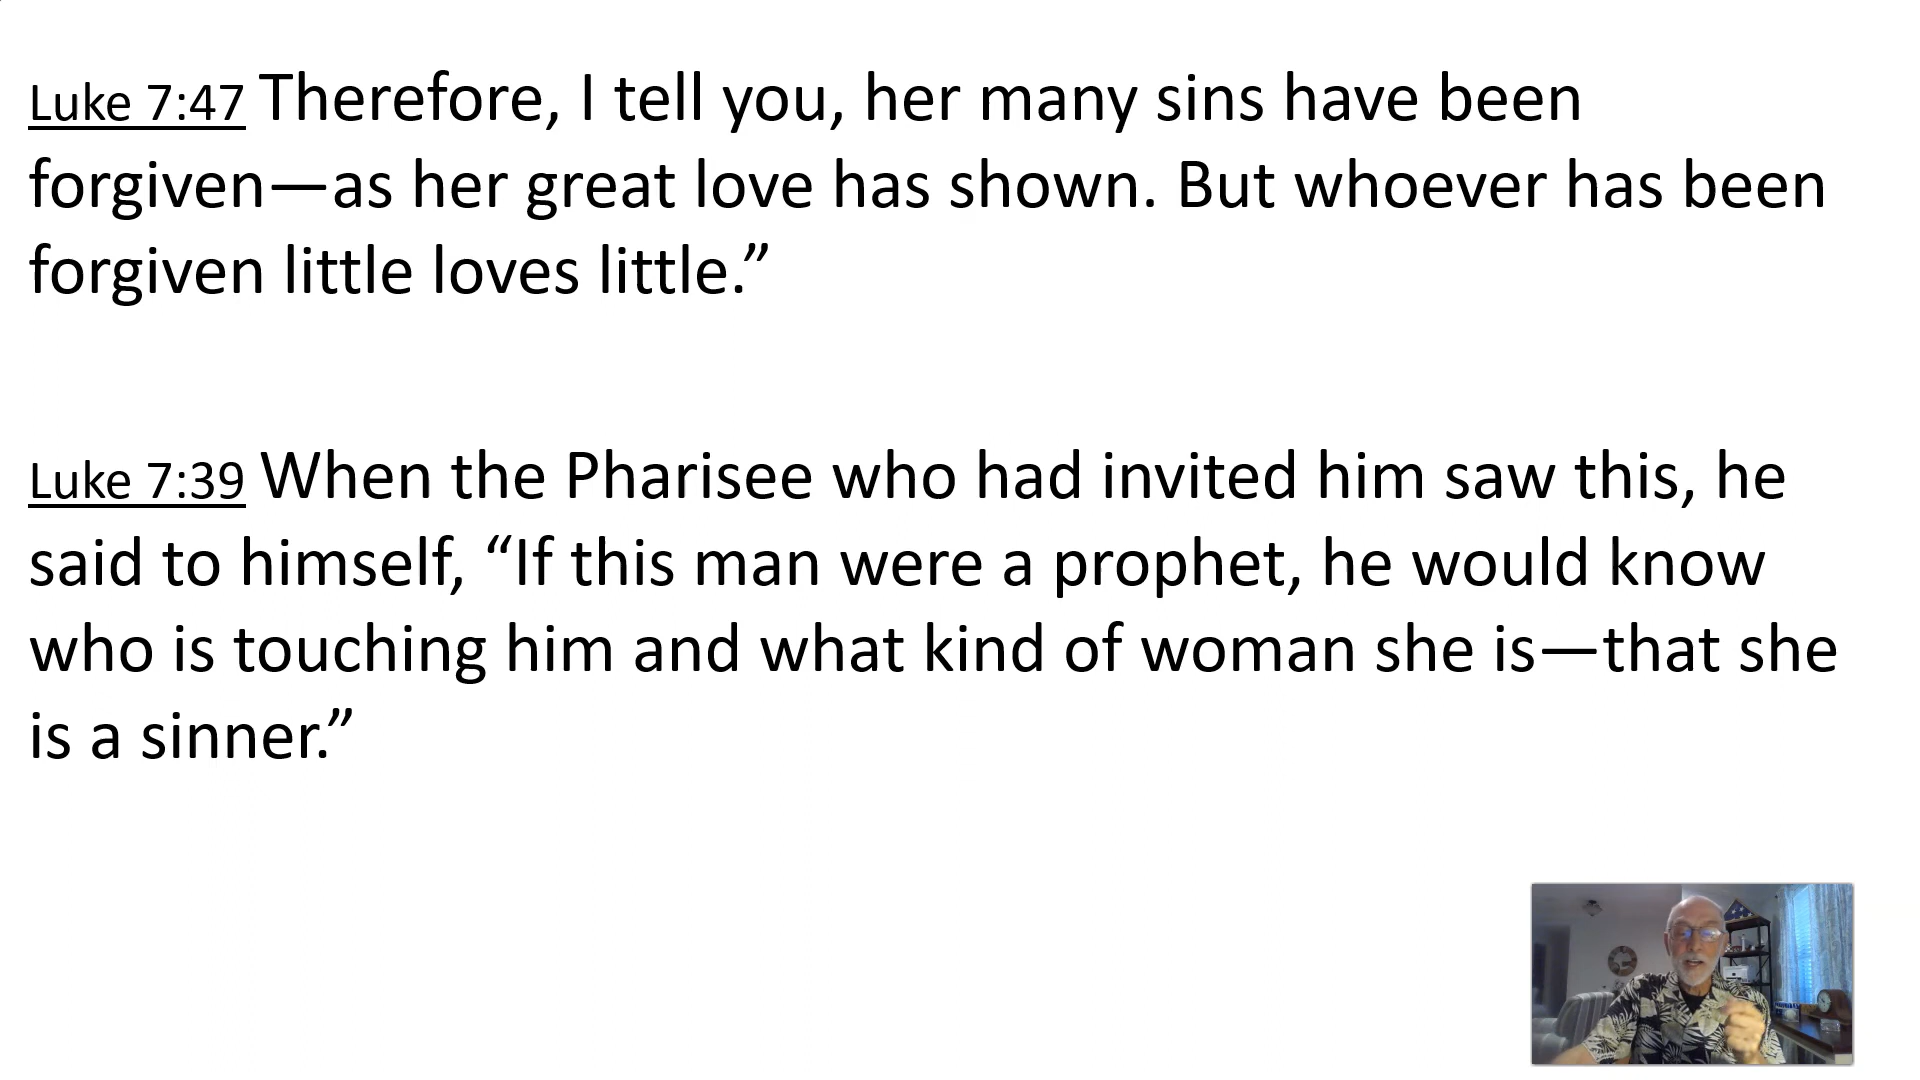 Luke 7:47 Therefore, I tell you, her many sins have been
forgiven—as her great love has shown. But whoever has been
forgiven little loves little.”
Luke 7:39 When the Pharisee who had invited him saw this, he
said to himself, “If this man were a prophet, he would know
who is touching him and what kind of woman she is—that she
is a sinner.”